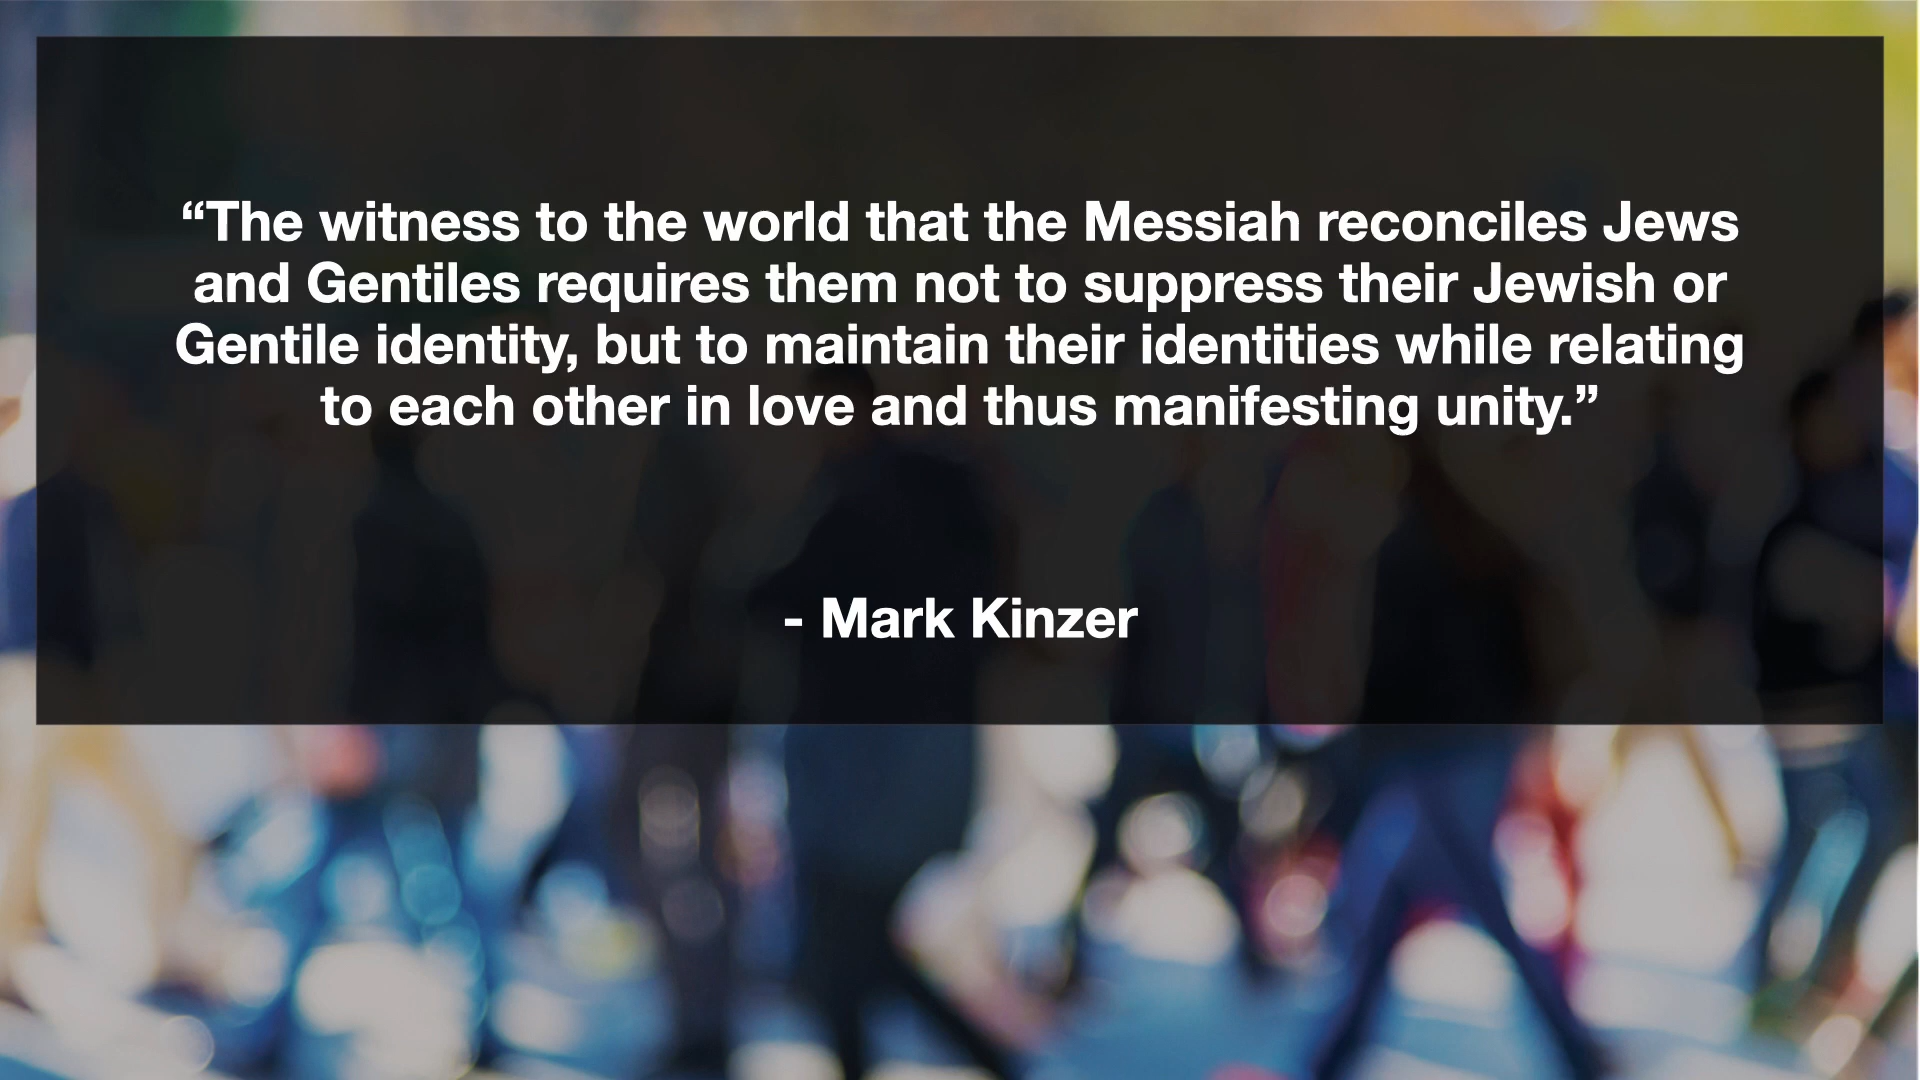 “The witness to the world that the Messiah reconciles Jews
and Gentiles requires them not to suppress their Jewish or
Gentile identity, but to maintain their identities while relating
to each other in love and thus manifesting unity.”
- Mark Kinzer